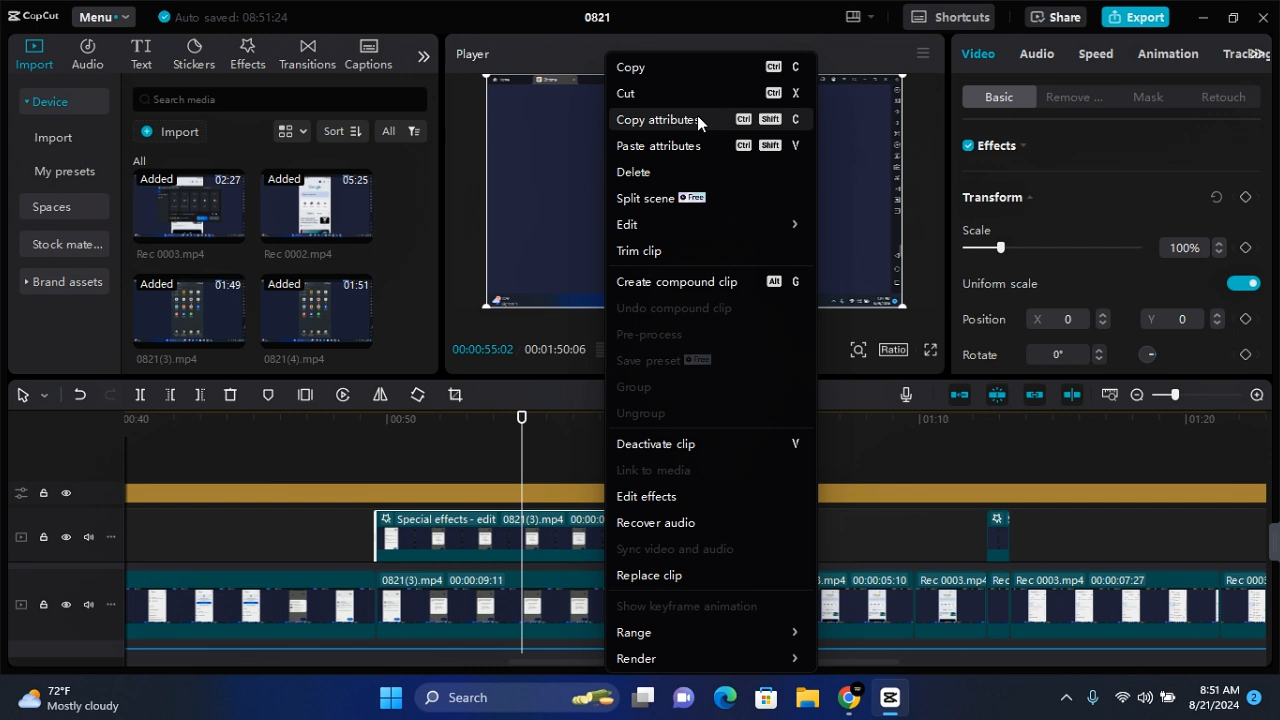 CapCut Menu Auto saved: 08:51:24 0821 Shortcuts Share Export
Import Audio Text Stickers Effects Transitions Captions
Device
Import
My presets
Spaces
Stock mate...
Brand assets
Search media
Import Sort All
All
Added 02:27 Added 05:25
Rec 0003.mp4 Rec 0002.mp4
Added 01:49 Added 01:51
0821(3).mp4 0821(4).mp4
Player
00:00:55:02 00:01:50:06 Ratio
Copy Ctrl C
Cut Ctrl X
Copy attributes Ctrl Shift C
Paste attributes Ctrl Shift V
Delete
Split scene Free
Edit
Trim clip
Create compound clip Alt G
Undo compound clip
Pre-process
Save preset Free
Group
Ungroup
Deactivate clip V
Link to media
Edit effects
Recover audio
Sync video and audio
Replace clip
Show keyframe animation
Range
Render
Video Audio Speed Animation
Basic Remove ... Mask Retouch
Effects
Transform
Scale
100%
Uniform scale
Position X 0 Y 0
Rotate 0°
00:40 00:50 01:10 01:20
Special effects - edit 0821(3).mp4 00:00:0
0821(3).mp4 00:00:09:11 .mp4 00:00:05:10 Rec 0003.mp4 Rec Rec 0003.mp4 00:00:07:27 Rec 0003
72°F
Mostly cloudy
Search
8:51 AM
8/21/2024
2